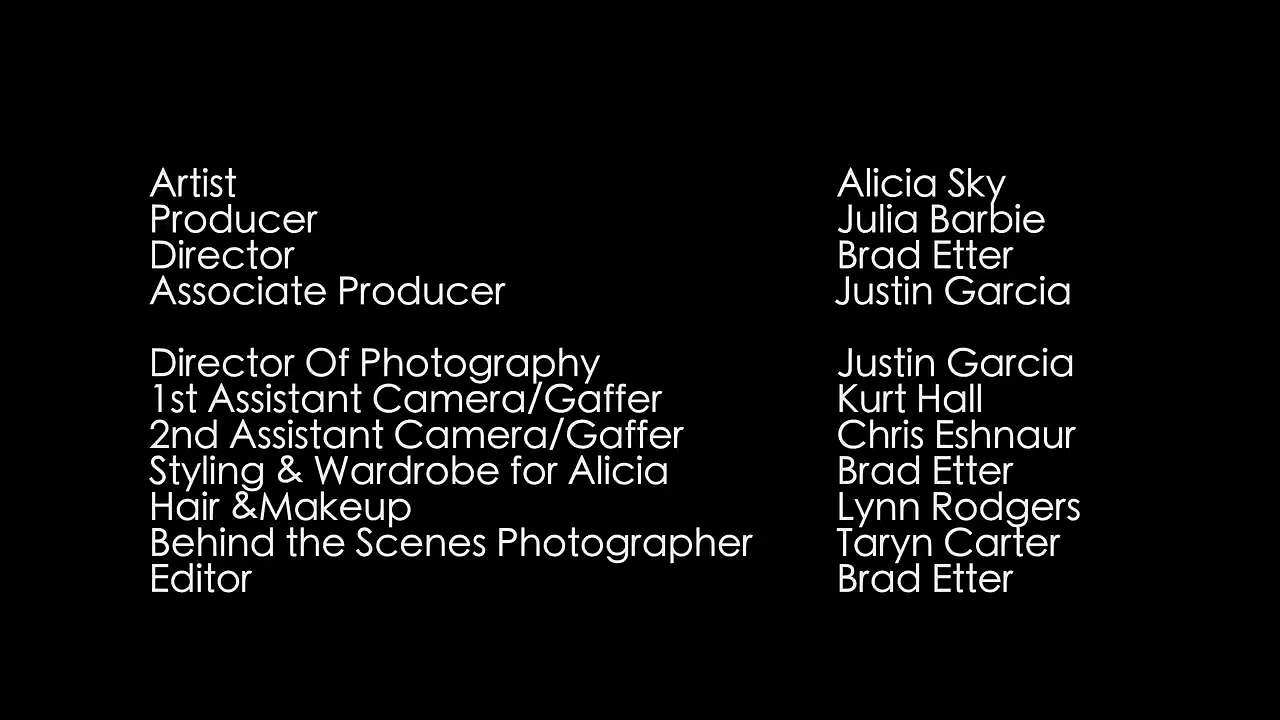 Artist Alicia Sky
Producer Julia Barbie
Director Brad Etter
Associate Producer Justin Garcia
Director Of Photography Justin Garcia
1st Assistant Camera/Gaffer Kurt Hall
2nd Assistant Camera/Gaffer Chris Eshnaur
Styling & Wardrobe for Alicia Brad Etter
Hair &Makeup Lynn Rodgers
Behind the Scenes Photographer Taryn Carter
Editor Brad Etter